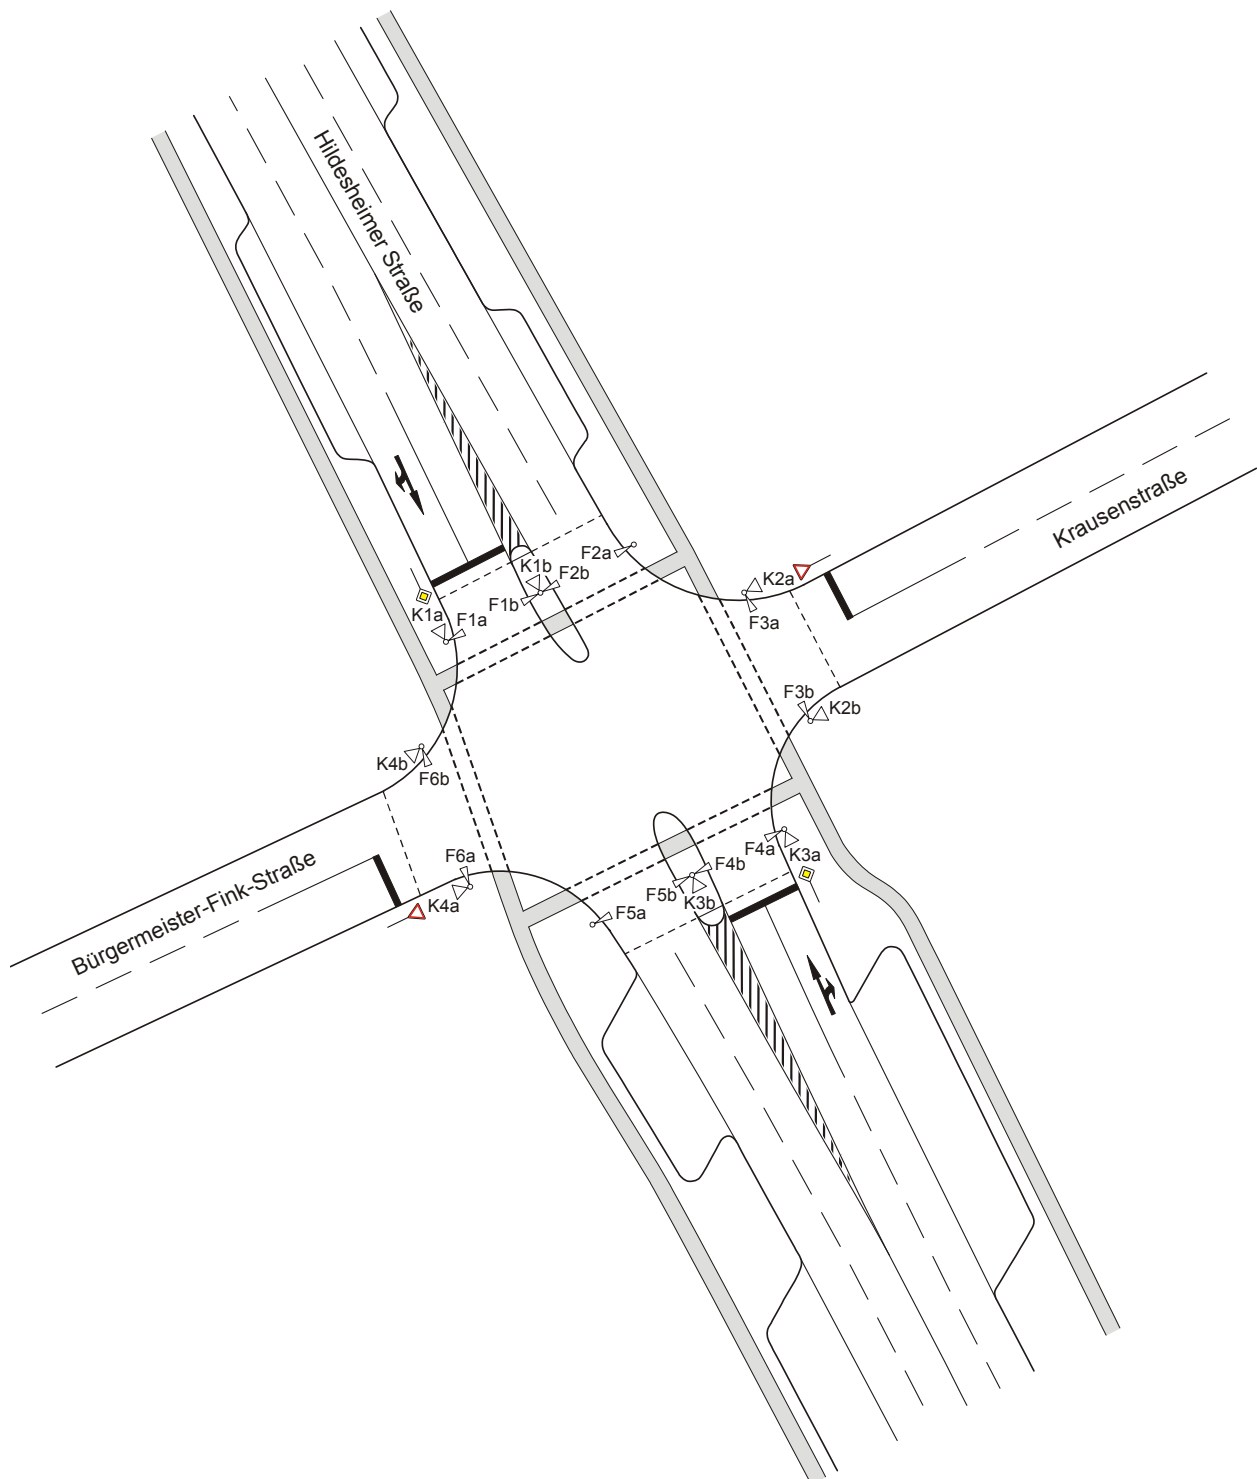 Hildesheimer Straße
Krausenstraße
F2a
K1b
F2b
K2a
F1b
K1a
F1a
F3a
F3b
K2b
K4b
F6b
F4a
K3a
F6a
F4b
Bürgermeister-Fink-Straße
F5b
K3b
K4a
F5a